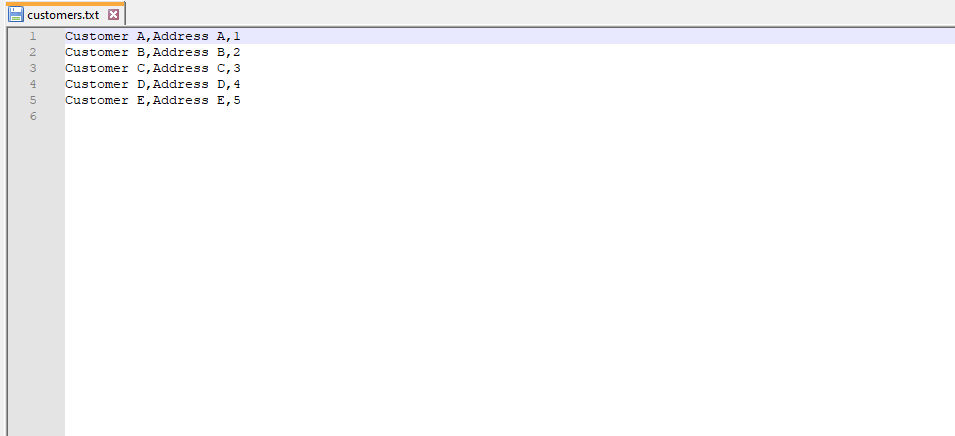 customers.txt
1 Customer A,Address A,1
2 Customer B,Address B,2
3 Customer C,Address C,3
4 Customer D,Address D,4
5 Customer E,Address E,5
6